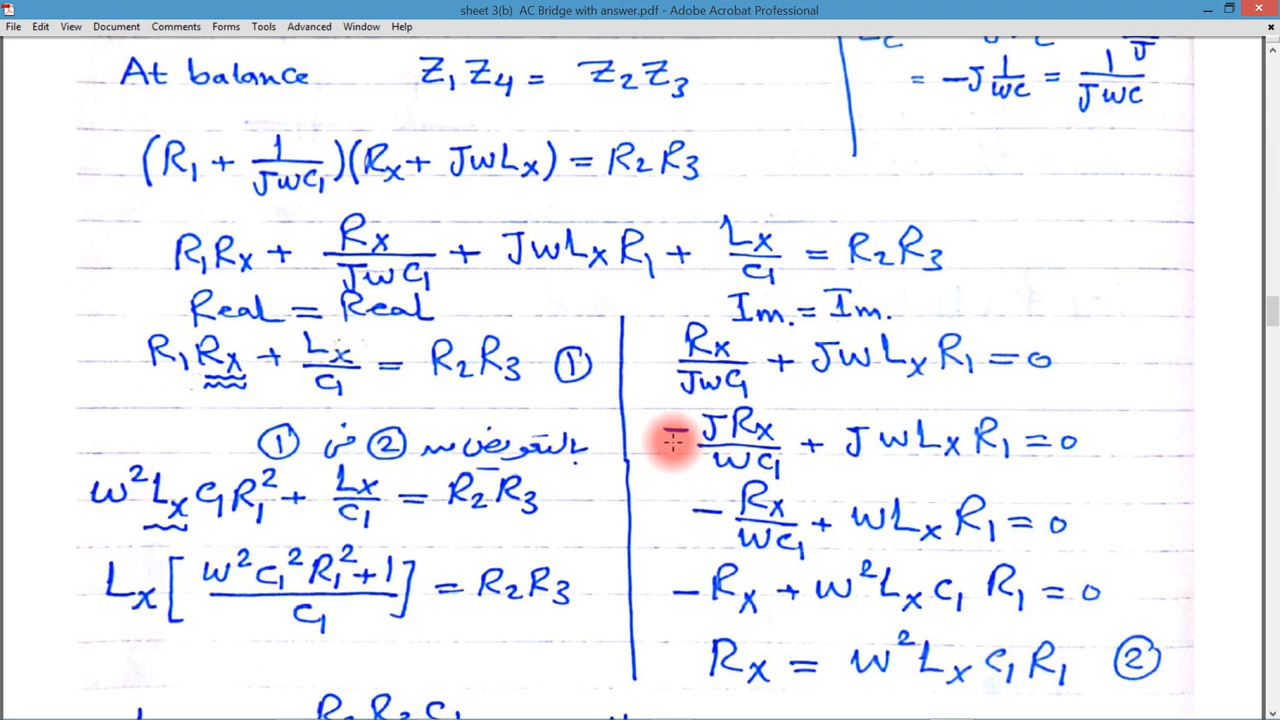 sheet 3(b) AC Bridge with answer.pdf - Adobe Acrobat Professional
File Edit View Document Comments Forms Tools Advanced Window Help
At balance Z₁Z₄ = Z₂Z₃
= -J 1/WC = 1/JWC
(R₁ + 1/JWC₁)(Rx + JWLx) = R₂R₃
R₁Rx + Rx/JWC₁ + JWLxR₁ + Lx/C₁ = R₂R₃
Real = Real
R₁Rx + Lx/C₁ = R₂R₃ ①
بالتعويض من ② فى ①
W²LxC₁R₁² + Lx/C₁ = R₂R₃
Lx[(W²C₁²R₁²+1)/C₁] = R₂R₃
Im. = Im.
Rx/JWC₁ + JWLxR₁ = 0
-JRx/WC₁ + JWLxR₁ = 0
-Rx/WC₁ + WLxR₁ = 0
-Rx + W²LxC₁R₁ = 0
Rx = W²LxC₁R₁ ②